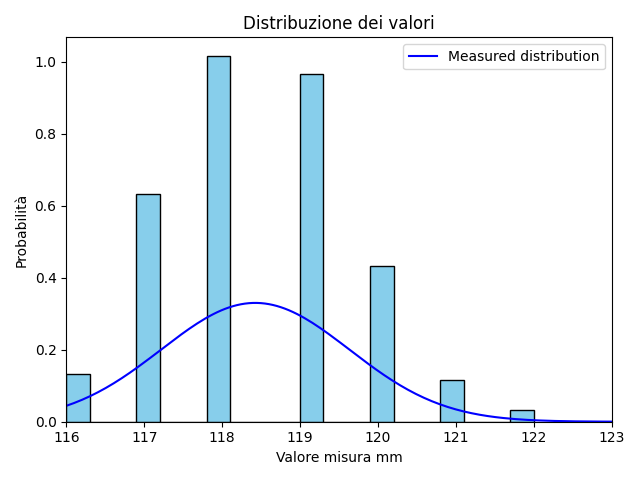 Distribuzione dei valori
Measured distribution
Probabilità
1.0
0.8
0.6
0.4
0.2
0.0
116 117 118 119 120 121 122 123
Valore misura mm